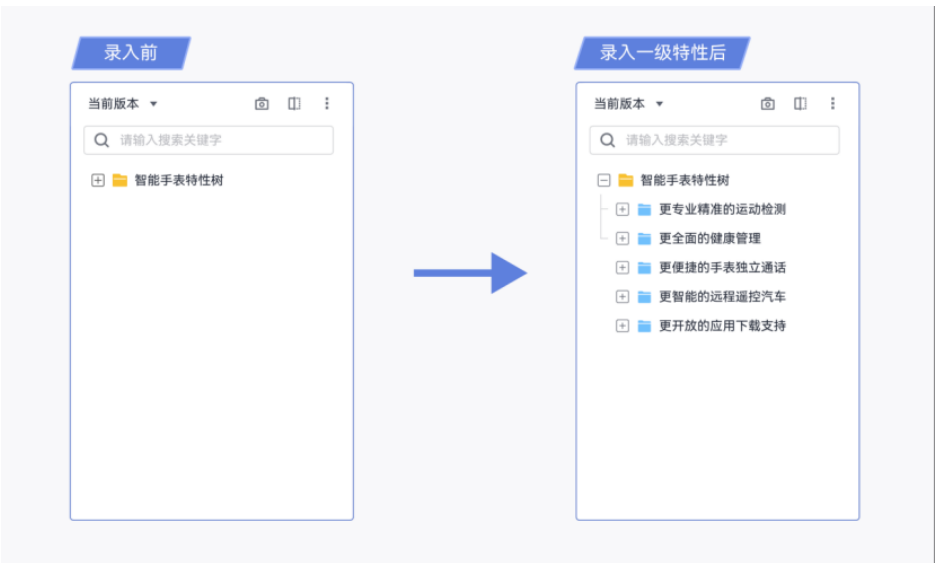 录入前
当前版本
请输入搜索关键字
智能手表特性树
录入一级特性后
当前版本
请输入搜索关键字
智能手表特性树
更专业精准的运动检测
更全面的健康管理
更便捷的手表独立通话
更智能的远程遥控汽车
更开放的应用下载支持